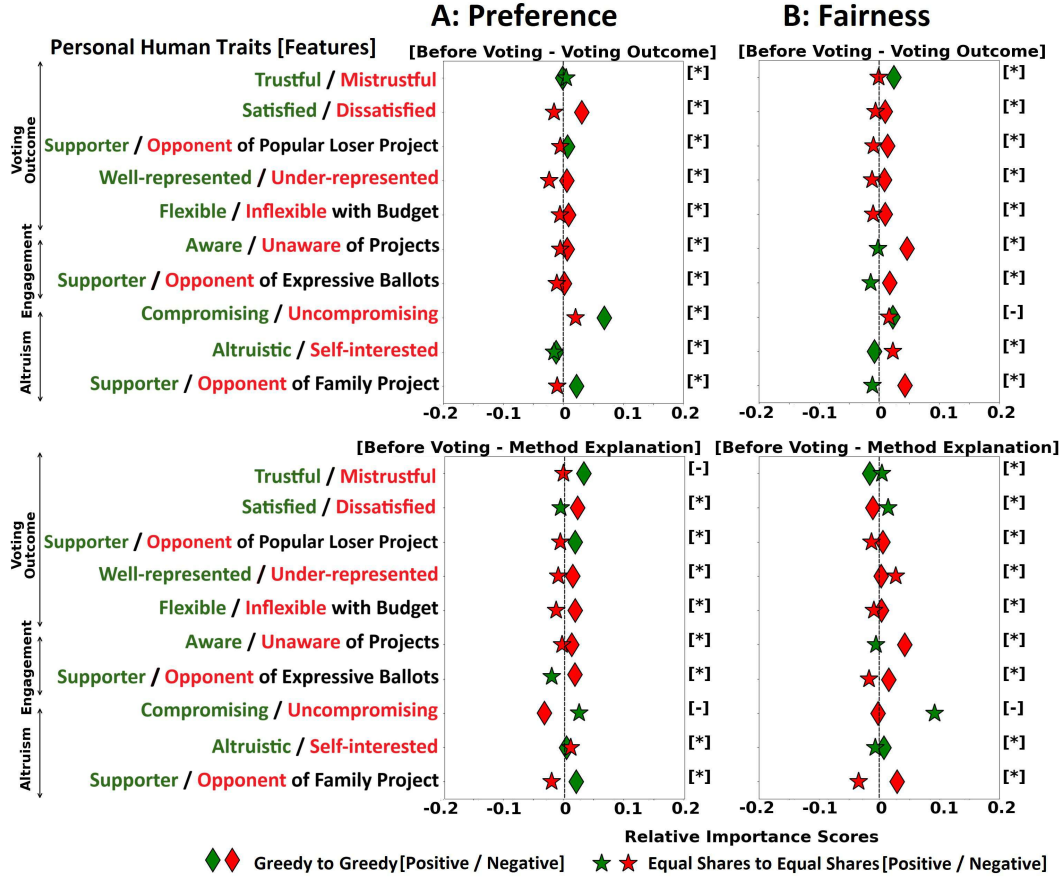 A: Preference B: Fairness
Personal Human Traits [Features]
[Before Voting - Voting Outcome] [Before Voting - Voting Outcome]
Voting Outcome
Trustful / Mistrustful [*] [*]
Satisfied / Dissatisfied [*] [*]
Supporter / Opponent of Popular Loser Project [*] [*]
Well-represented / Under-represented [*] [*]
Flexible / Inflexible with Budget [*] [*]
Engagement
Aware / Unaware of Projects [*] [*]
Supporter / Opponent of Expressive Ballots [*] [*]
Altruism
Compromising / Uncompromising [*] [-]
Altruistic / Self-interested [*] [*]
Supporter / Opponent of Family Project [*] [*]
-0.2 -0.1 0 0.1 0.2 -0.2 -0.1 0 0.1 0.2
[Before Voting - Method Explanation] [Before Voting - Method Explanation]
Voting Outcome
Trustful / Mistrustful [-] [*]
Satisfied / Dissatisfied [*] [*]
Supporter / Opponent of Popular Loser Project [*] [*]
Well-represented / Under-represented [*] [*]
Flexible / Inflexible with Budget [*] [*]
Engagement
Aware / Unaware of Projects [*] [*]
Supporter / Opponent of Expressive Ballots [*] [*]
Altruism
Compromising / Uncompromising [-] [-]
Altruistic / Self-interested [*] [*]
Supporter / Opponent of Family Project [*] [*]
-0.2 -0.1 0 0.1 0.2 -0.2 -0.1 0 0.1 0.2
Relative Importance Scores
Greedy to Greedy [Positive / Negative] Equal Shares to Equal Shares [Positive / Negative]